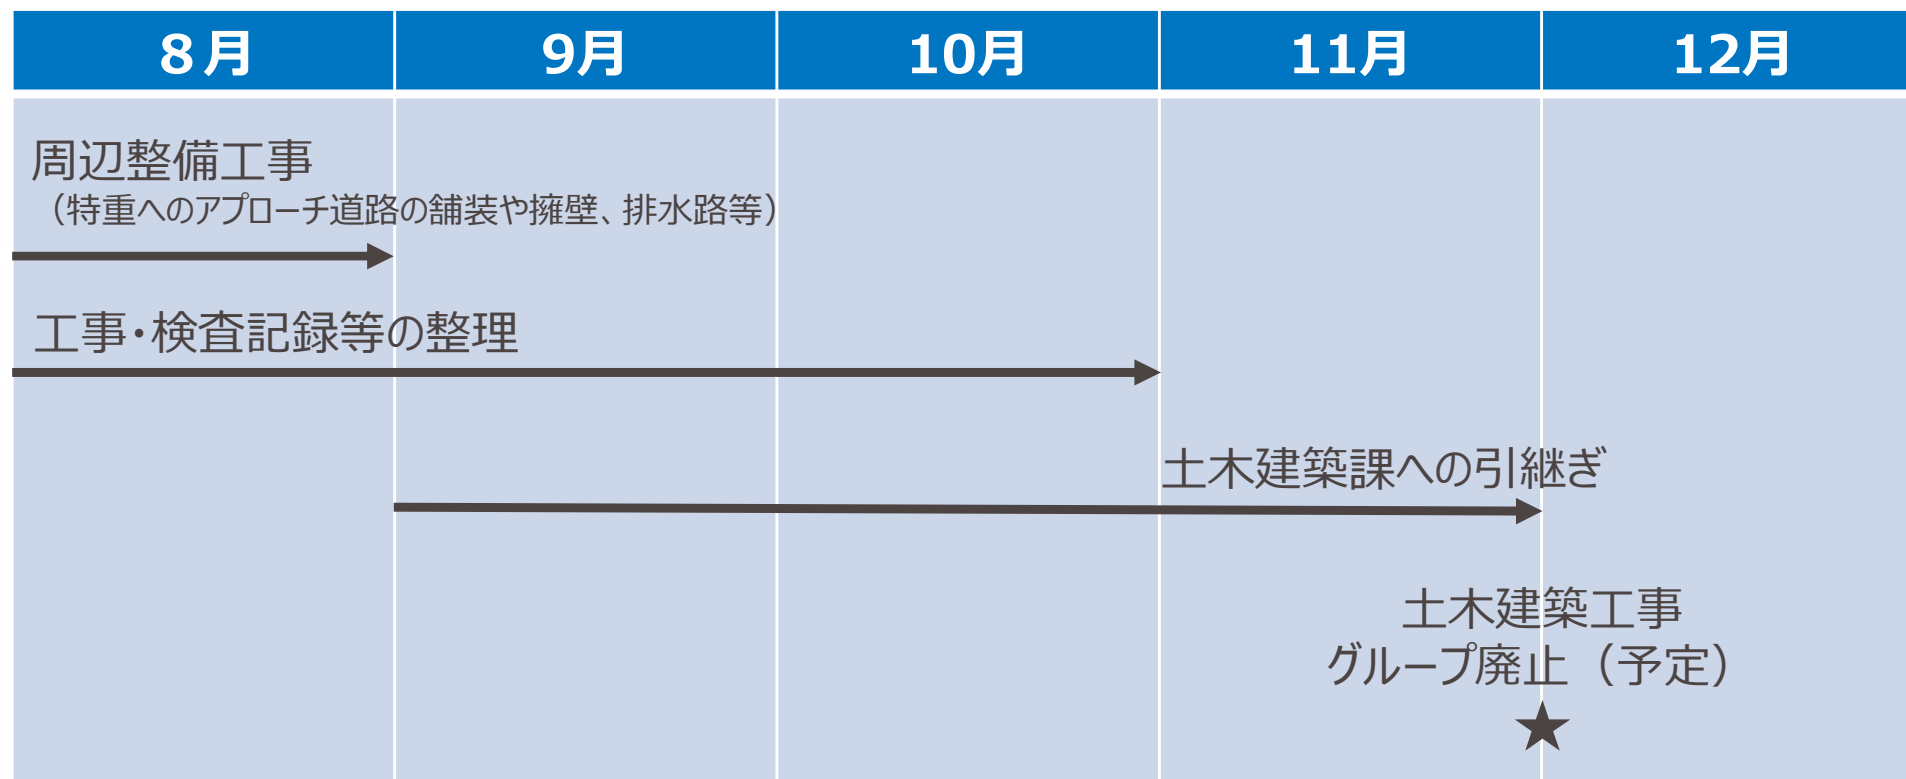 8月
9月
10月
11月
12月
周辺整備工事
（特重へのアプローチ道路の舗装や擁壁、排水路等）
工事・検査記録等の整理
土木建築課への引継ぎ
土木建築工事
グループ廃止（予定）
★